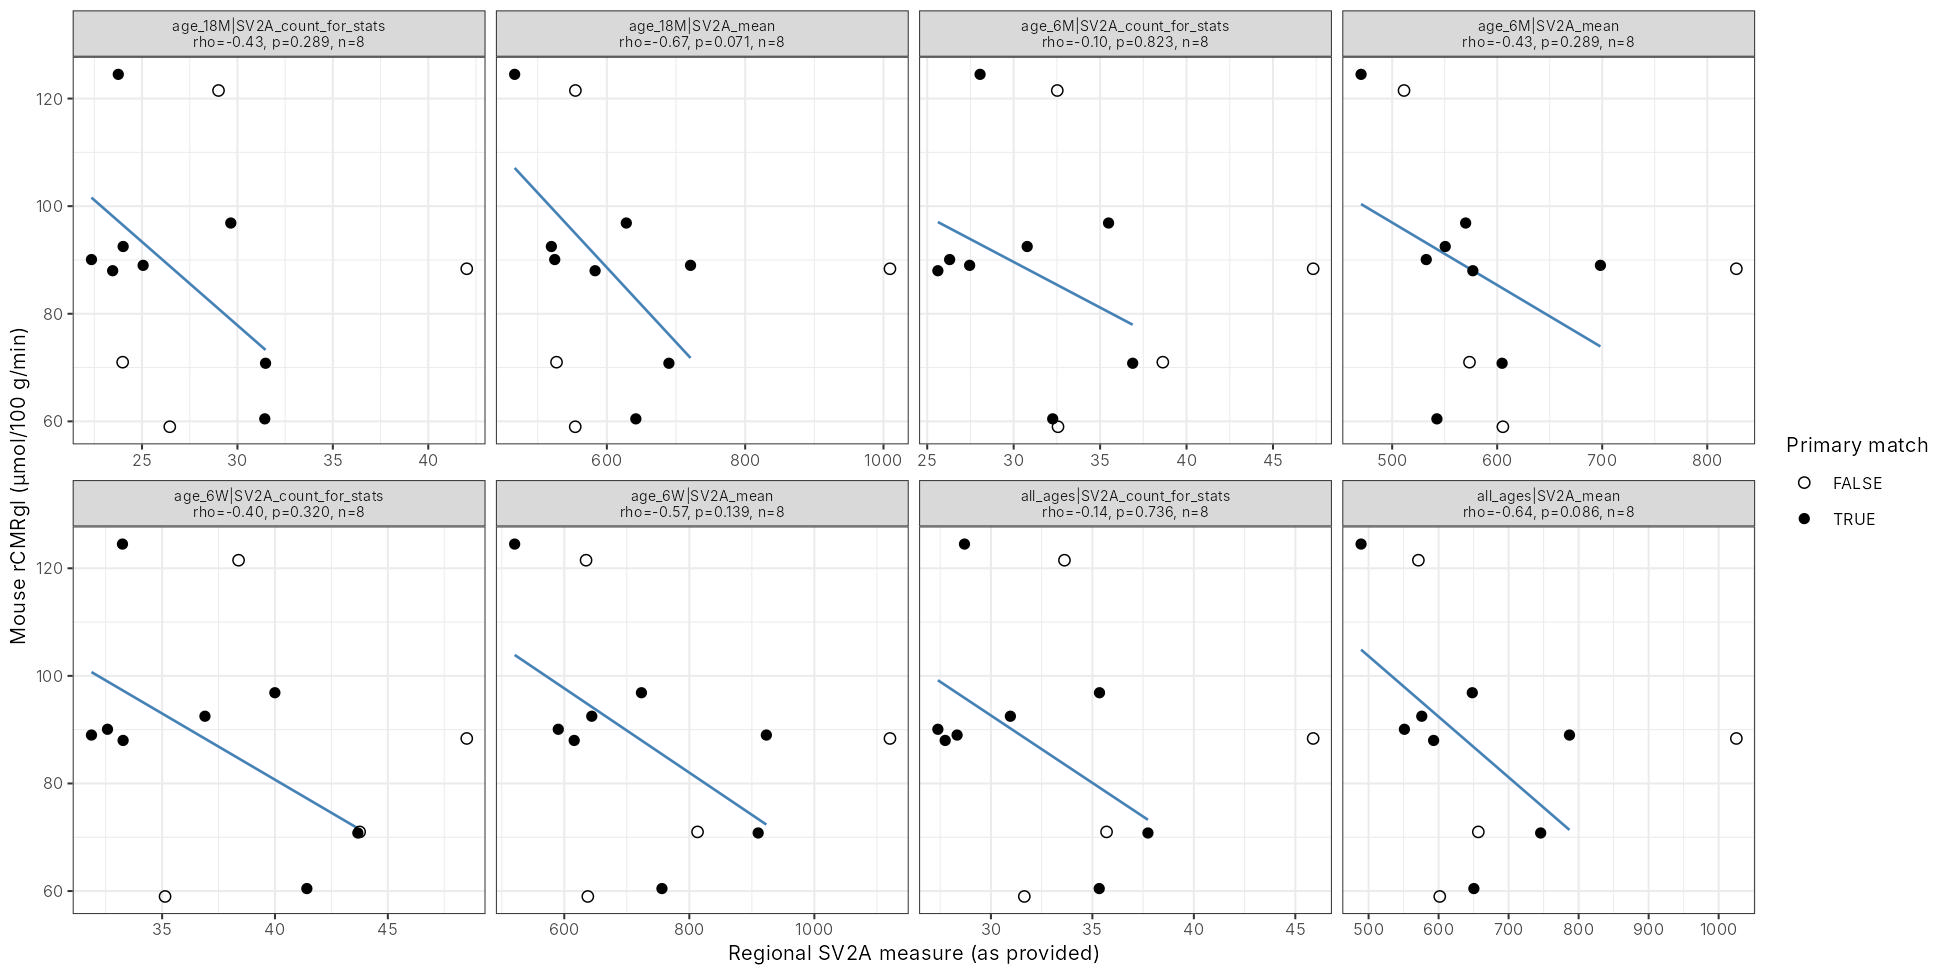 age_18M|SV2A_count_for_stats
rho=-0.43, p=0.289, n=8
age_18M|SV2A_mean
rho=-0.67, p=0.071, n=8
age_6M|SV2A_count_for_stats
rho=-0.10, p=0.823, n=8
age_6M|SV2A_mean
rho=-0.43, p=0.289, n=8
120
100
80
60
25 30 35 40
600 800 1000
25 30 35 40 45
500 600 700 800
age_6W|SV2A_count_for_stats
rho=-0.40, p=0.320, n=8
age_6W|SV2A_mean
rho=-0.57, p=0.139, n=8
all_ages|SV2A_count_for_stats
rho=-0.14, p=0.736, n=8
all_ages|SV2A_mean
rho=-0.64, p=0.086, n=8
120
100
80
60
35 40 45
600 800 1000
30 35 40 45
500 600 700 800 900 1000
Mouse rCMRgl (µmol/100 g/min)
Regional SV2A measure (as provided)
Primary match
FALSE
TRUE